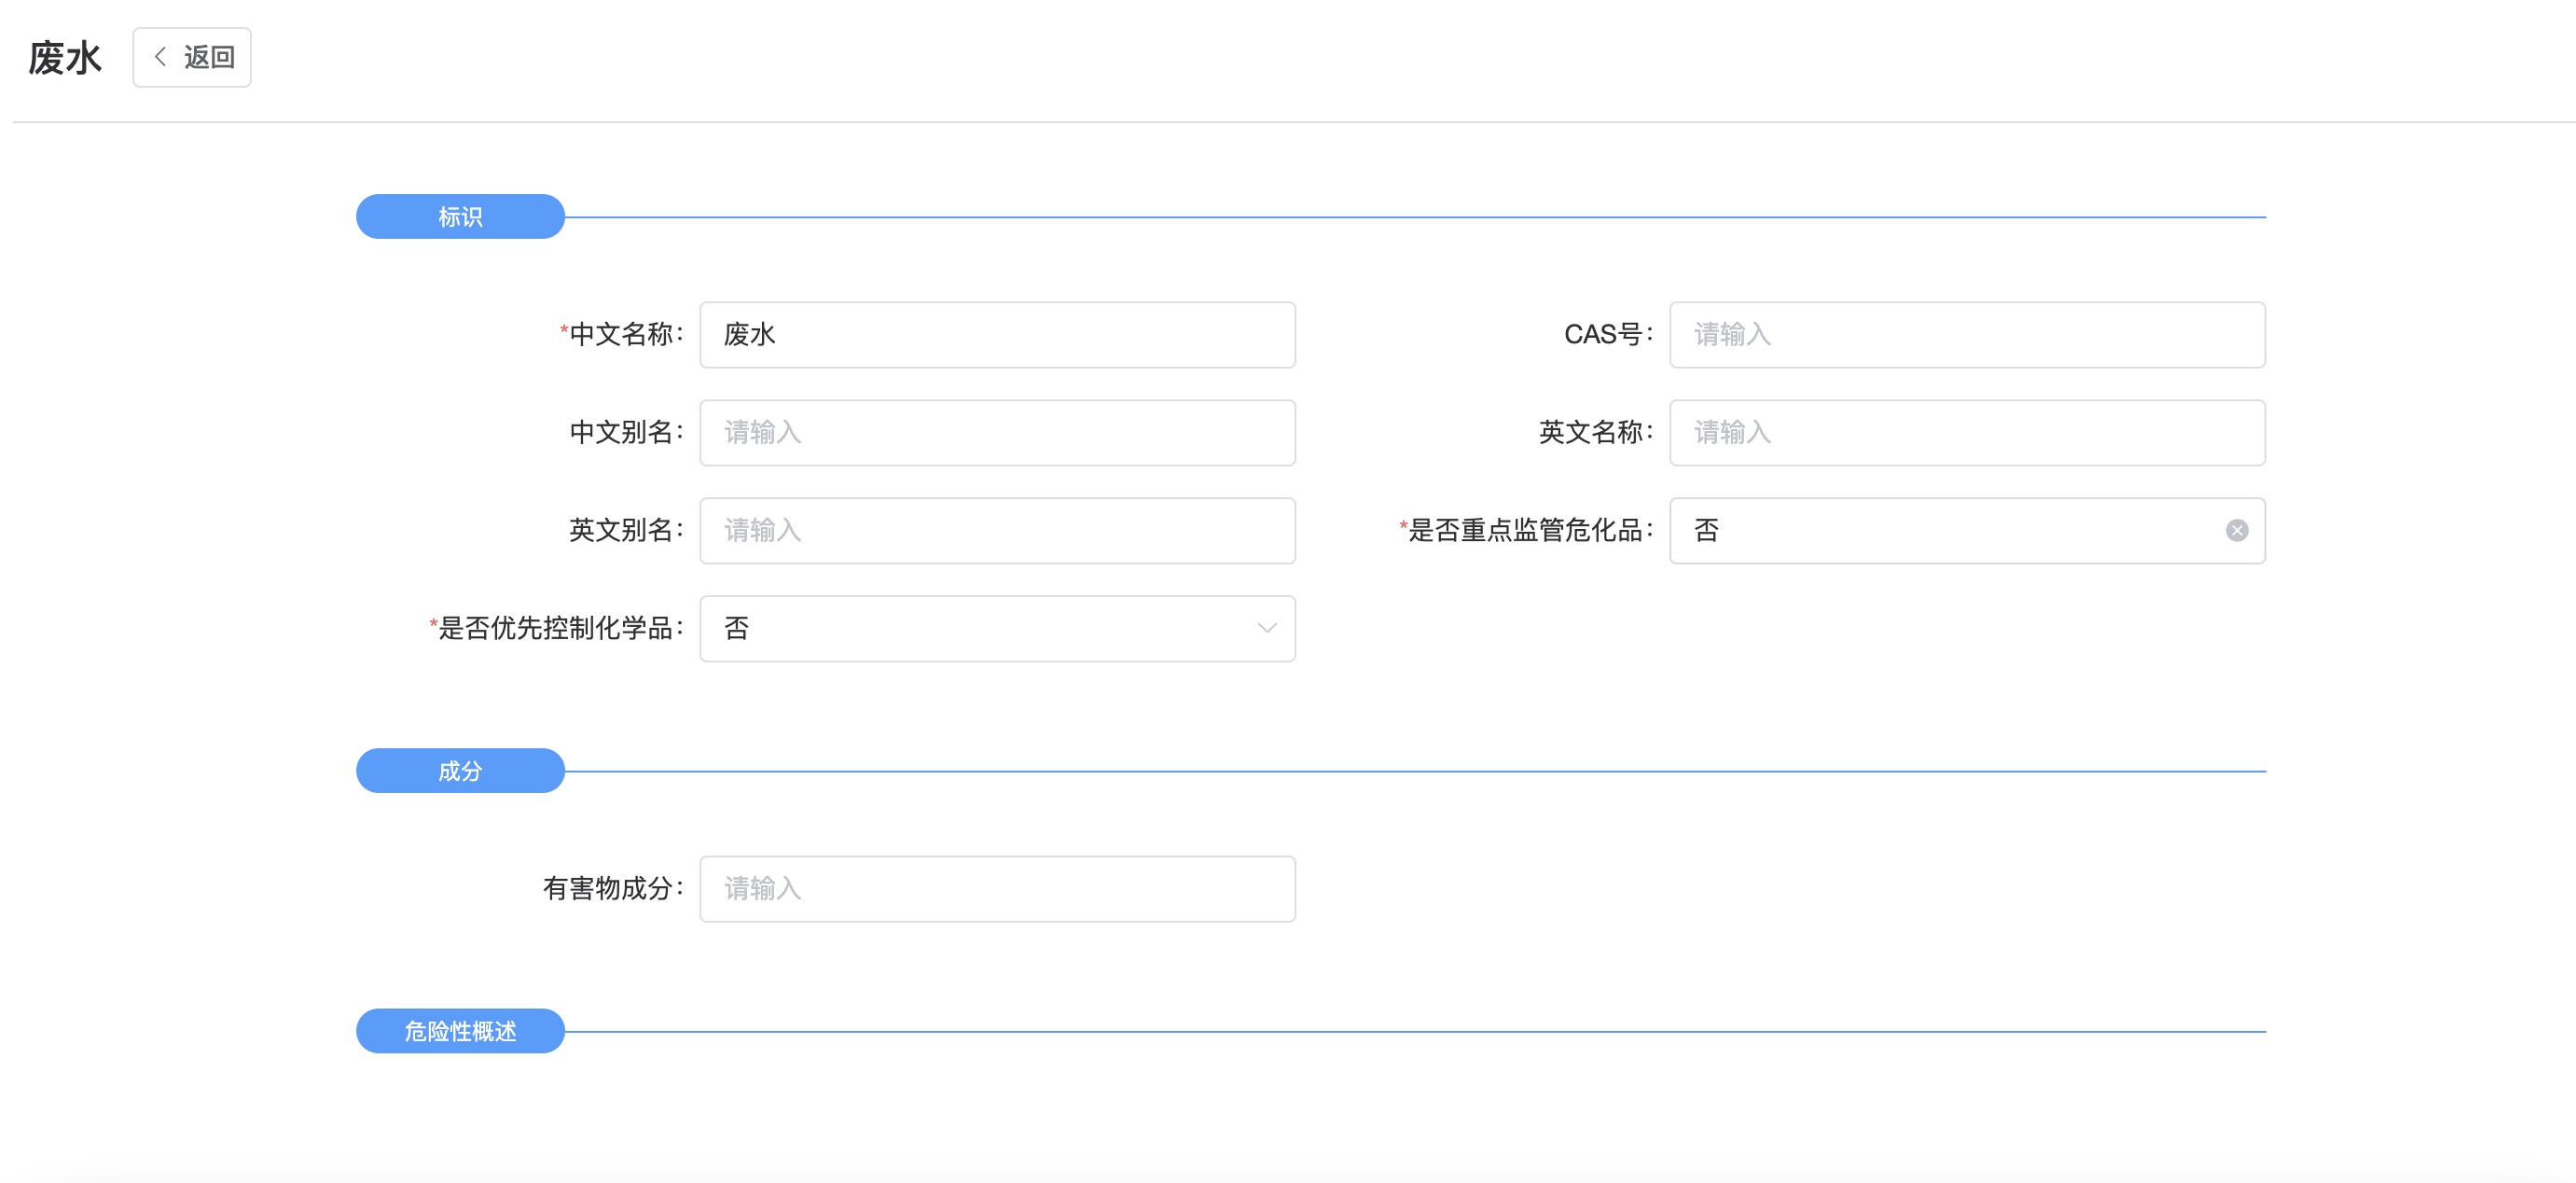 废水 返回
标识
*中文名称： 废水 CAS号： 请输入
中文别名： 请输入 英文名称： 请输入
英文别名： 请输入 *是否重点监管危化品： 否
*是否优先控制化学品： 否
成分
有害物成分： 请输入
危险性概述